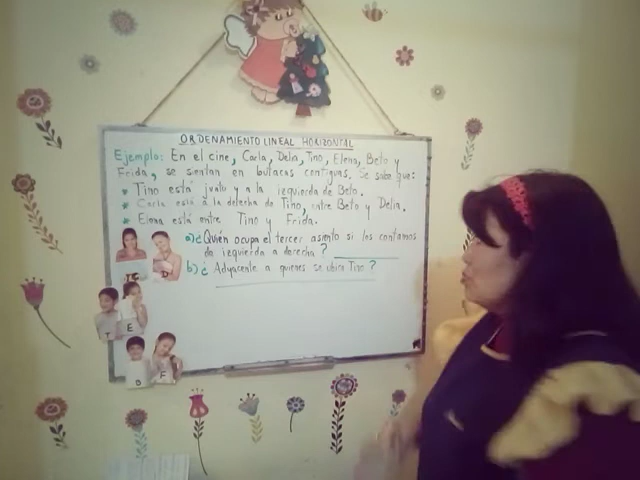 ORDENAMIENTO LINEAL HORIZONTAL
Ejemplo: En el cine, Carla, Delia, Tino, Elena, Beto y
Frida, se sientan en butacas contiguas. Se sabe que:
* Tino está justo y a la izquierda de Beto.
* Carla está a la derecha de Tino, entre Beto y Delia.
* Elena está entre Tino y Frida.
a) ¿Quién ocupa el tercer asiento si los contamos
de izquierda a derecha?
b) ¿Adyacente a quienes se ubica Tino?
D
T E
B F